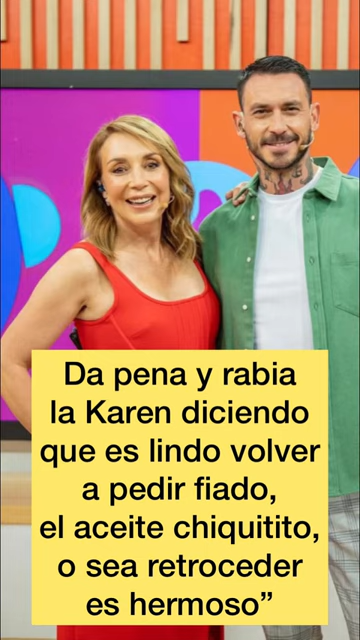 Da pena y rabia
la Karen diciendo
que es lindo volver
a pedir fiado,
el aceite chiquitito,
o sea retroceder
es hermoso”